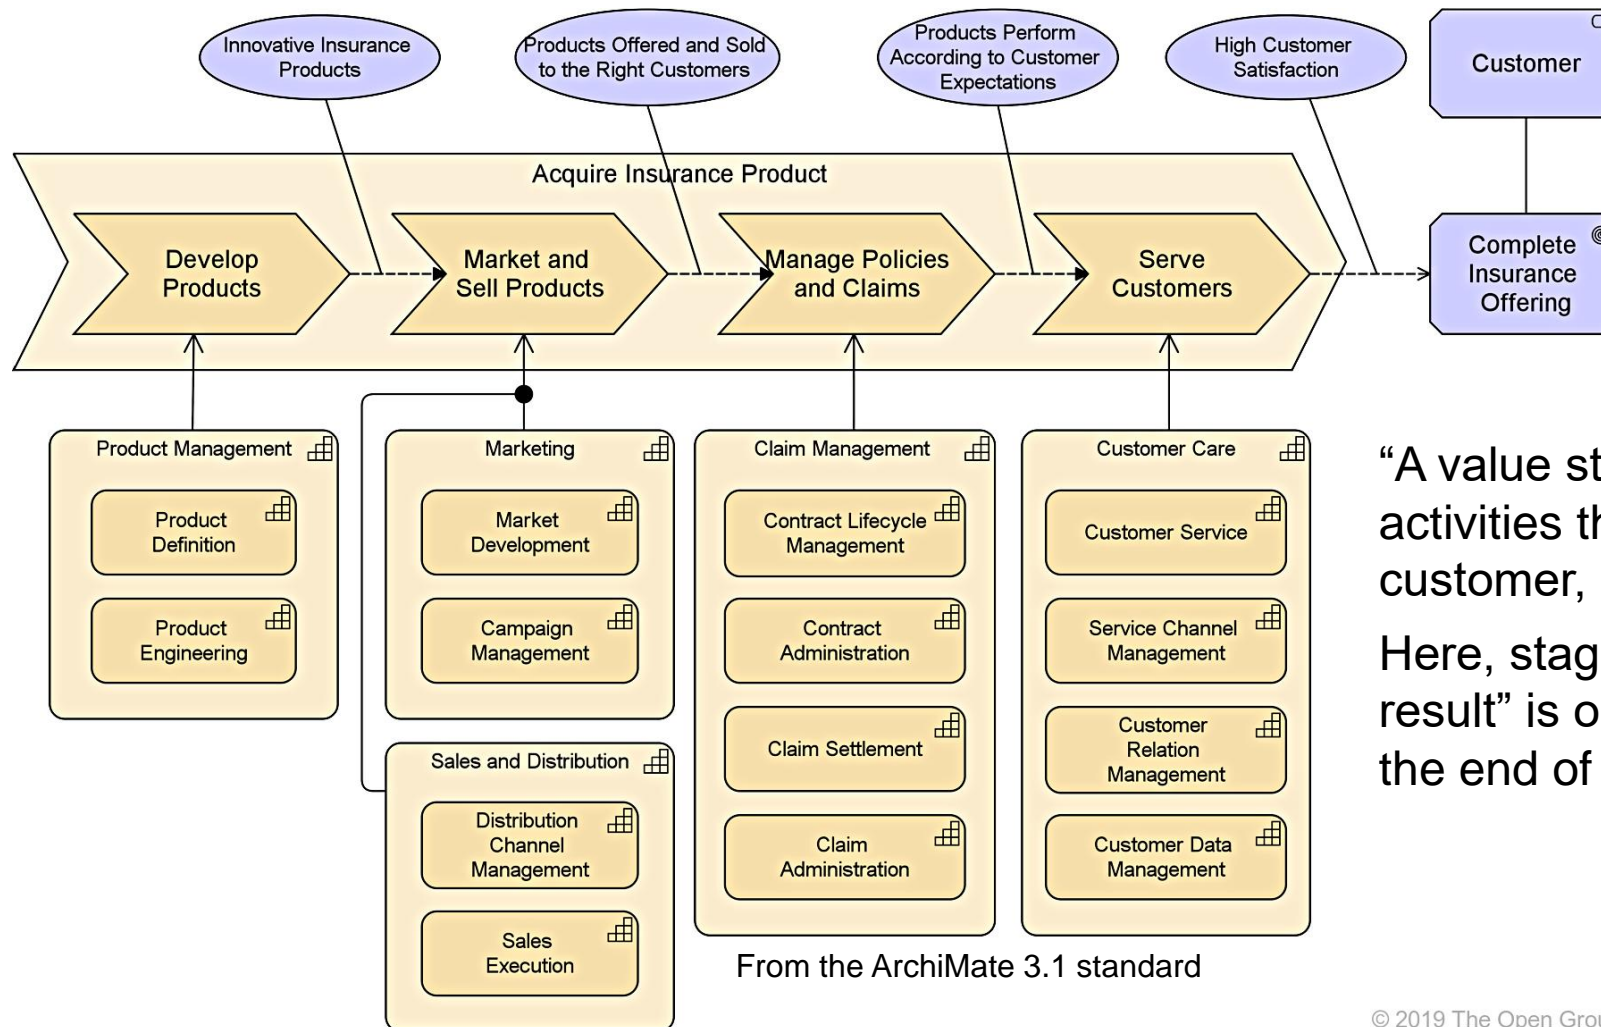 Innovative Insurance
Products
Products Offered and Sold
to the Right Customers
Products Perform
According to Customer
Expectations
High Customer
Satisfaction
Customer
Acquire Insurance Product
Develop
Products
Market and
Sell Products
Manage Policies
and Claims
Serve
Customers
Complete
Insurance
Offering
Product Management
Product
Definition
Product
Engineering
Marketing
Market
Development
Campaign
Management
Sales and Distribution
Distribution
Channel
Management
Sales
Execution
Claim Management
Contract Lifecycle
Management
Contract
Administration
Claim Settlement
Claim
Administration
Customer Care
Customer Service
Service Channel
Management
Customer
Relation
Management
Customer Data
Management
“A value st
activities th
customer,
Here, stag
result” is o
the end of
From the ArchiMate 3.1 standard
© 2019 The Open Grou